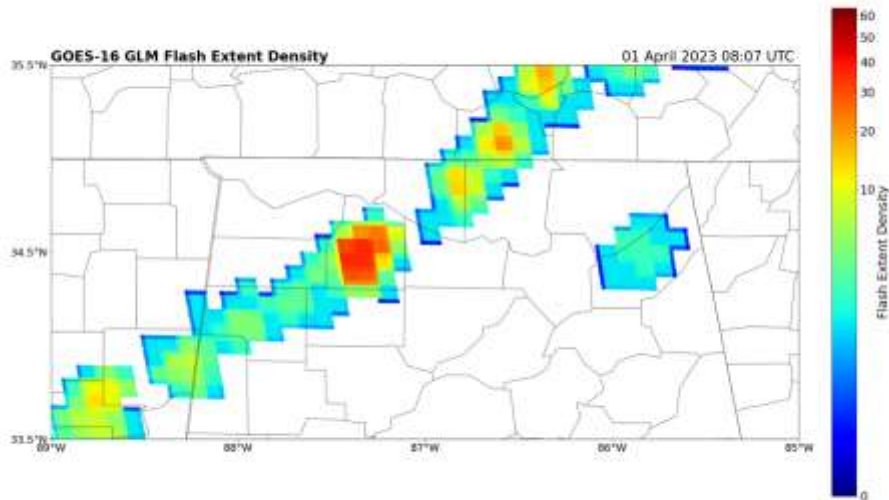 GOES-16 GLM Flash Extent Density
01 April 2023 08:07 UTC
35.5°N
34.5°N
33.5°N
89°W
88°W
87°W
86°W
85°W
60
50
40
30
20
10
0
Flash Extent Density